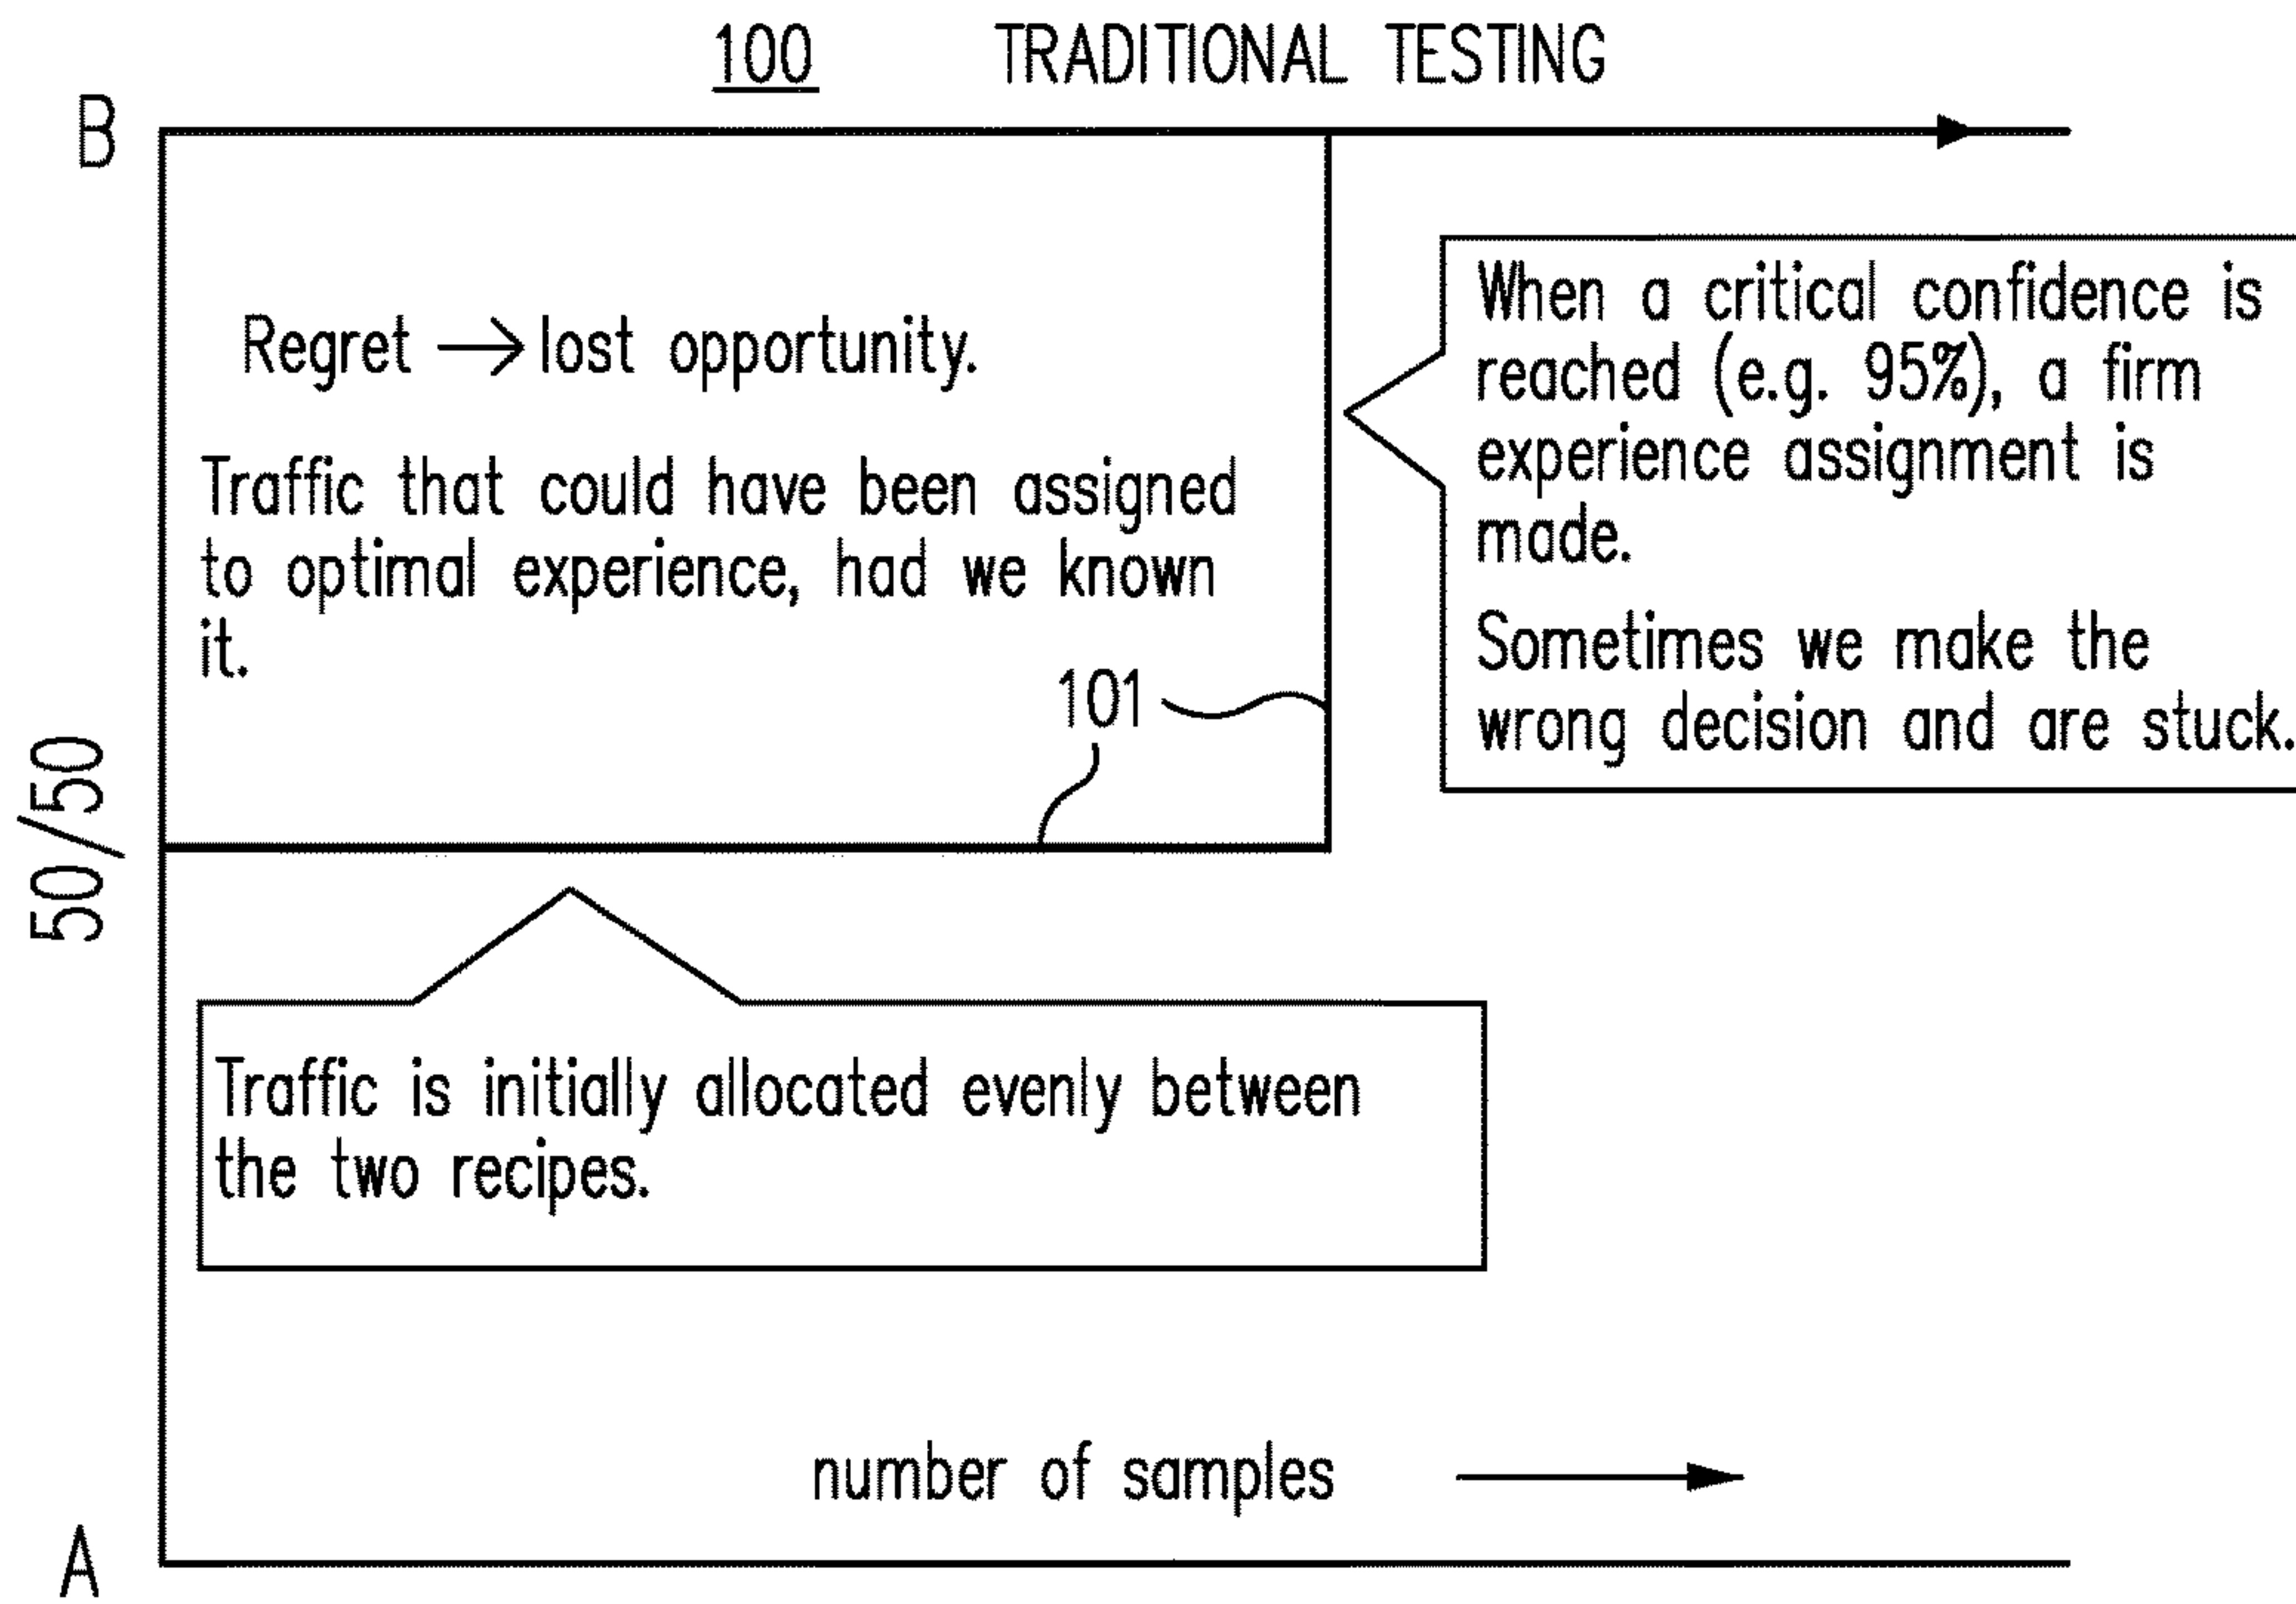 100 TRADITIONAL TESTING
B
Regret → lost opportunity.
Traffic that could have been assigned
to optimal experience, had we known
it.
101
When a critical confidence is
reached (e.g. 95%), a firm
experience assignment is
made.
Sometimes we make the
wrong decision and are stuck.
50/50
Traffic is initially allocated evenly between
the two recipes.
number of samples
A